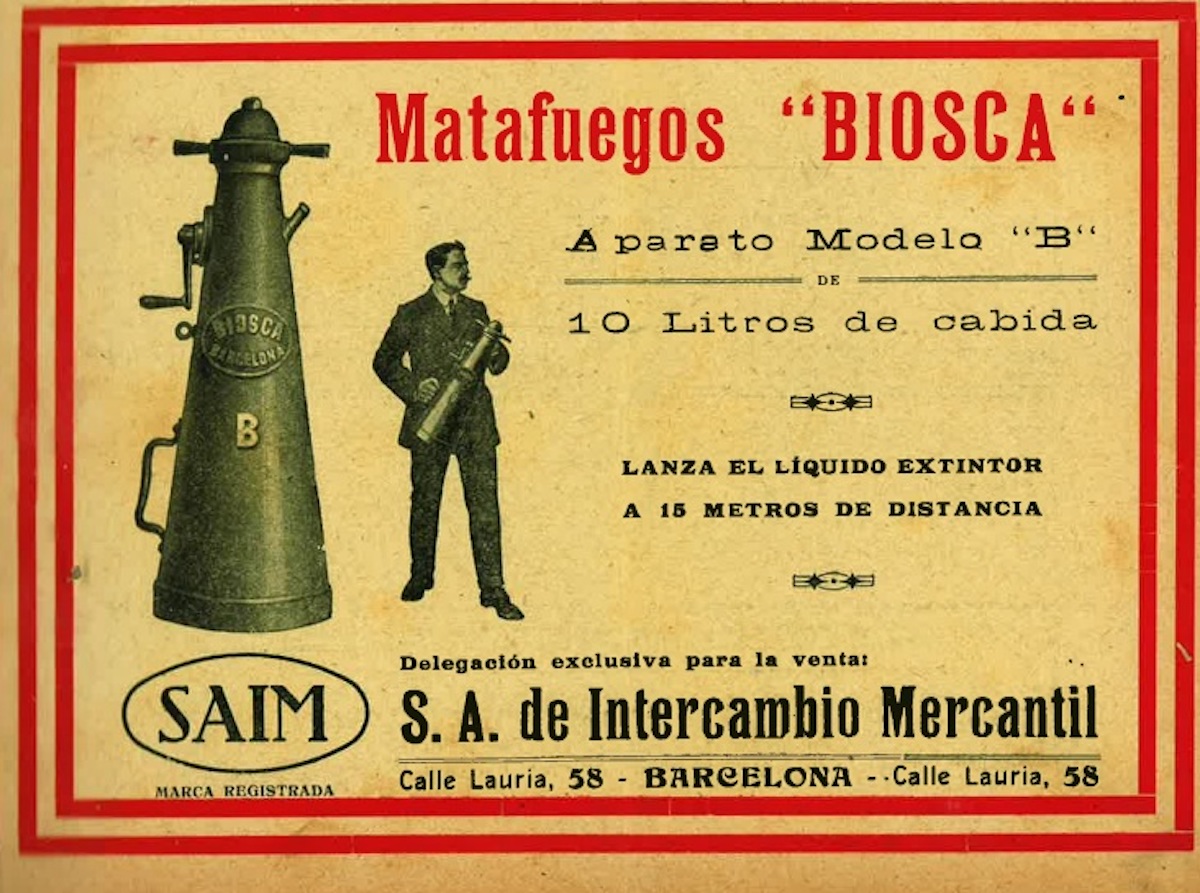 Matafuegos “BIOSCA“
Aparato Modelo “B“
DE
10 Litros de cabida
BIOSCA
BARCELONA
B
LANZA EL LÍQUIDO EXTINTOR
A 15 METROS DE DISTANCIA
Delegación exclusiva para la venta:
S. A. de Intercambio Mercantil
Calle Lauria, 58 - BARCELONA - Calle Lauria, 58
SAIM
MARCA REGISTRADA